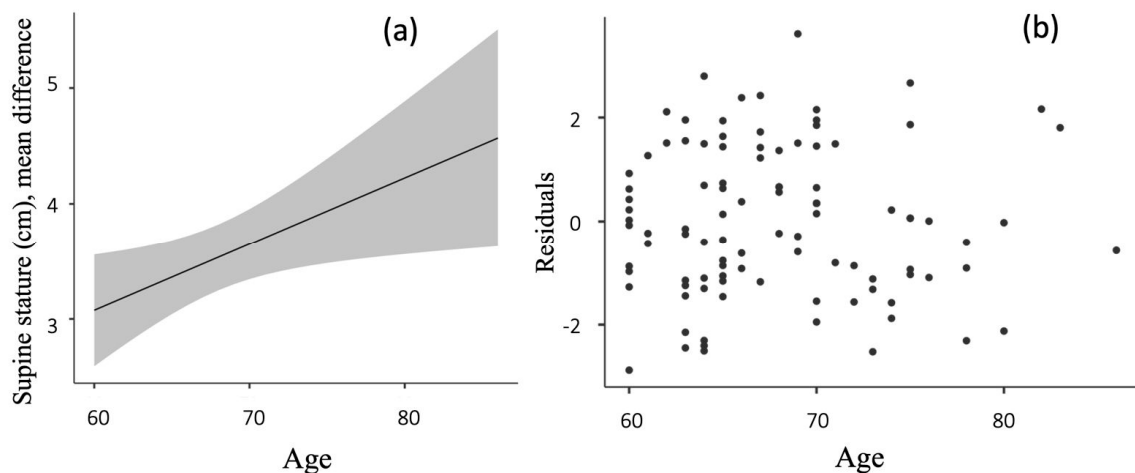 (a)
Supine stature (cm), mean difference
5
4
3
60 70 80
Age
(b)
Residuals
2
0
-2
60 70 80
Age